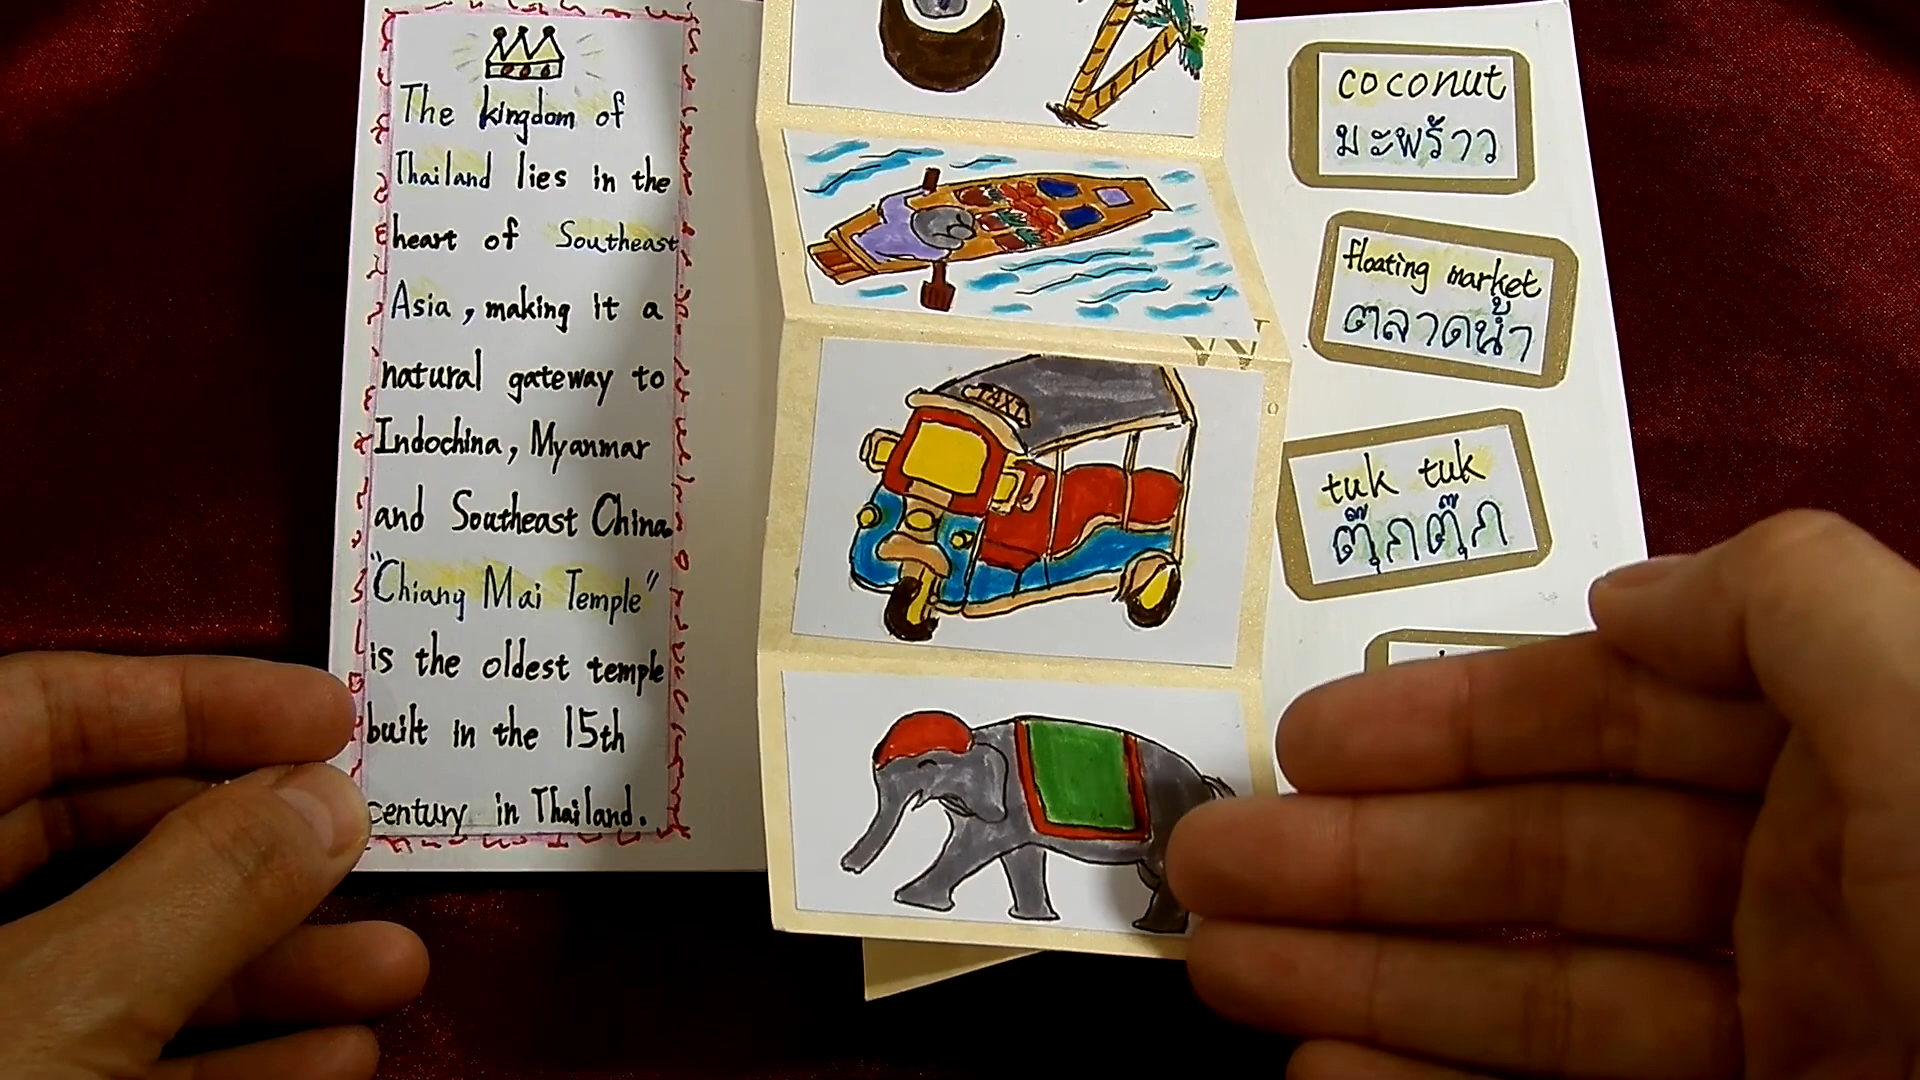 The kingdom of
Thailand lies in the
heart of Southeast
Asia, making it a
natural gateway to
Indochina, Myanmar
and Southeast China.
"Chiang Mai Temple"
is the oldest temple
built in the 15th
century in Thailand.
TAXI
coconut
มะพร้าว
floating market
ตลาดน้ำ
tuk tuk
ตุ๊กตุ๊ก